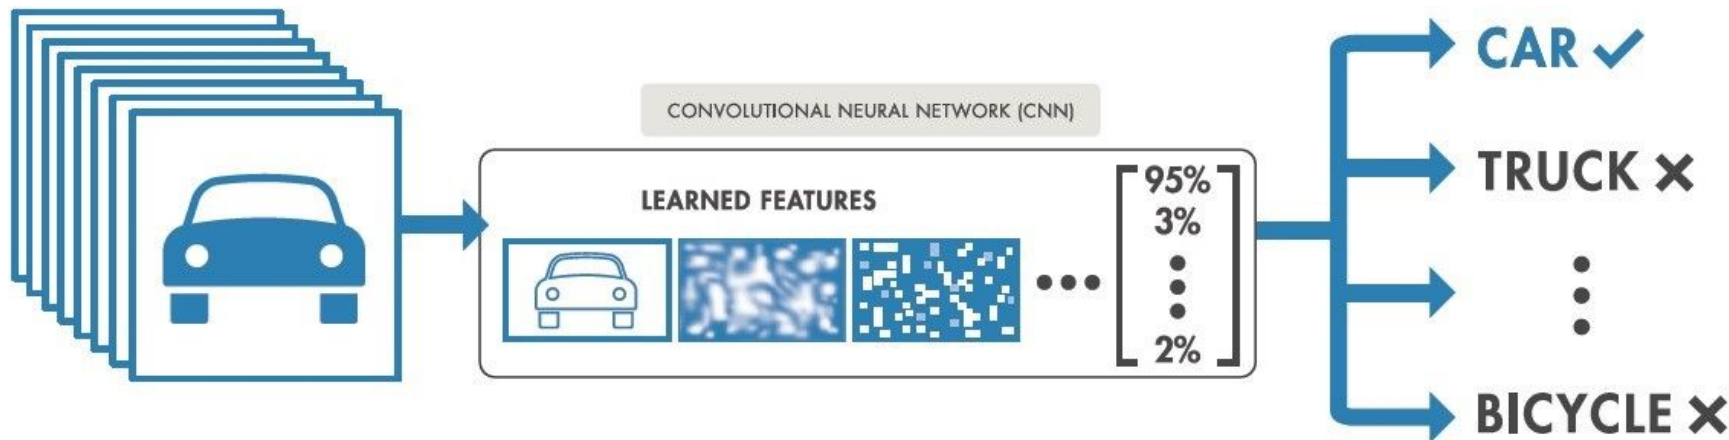 CONVOLUTIONAL NEURAL NETWORK (CNN)
LEARNED FEATURES
95%
3%
2%
CAR
TRUCK
BICYCLE